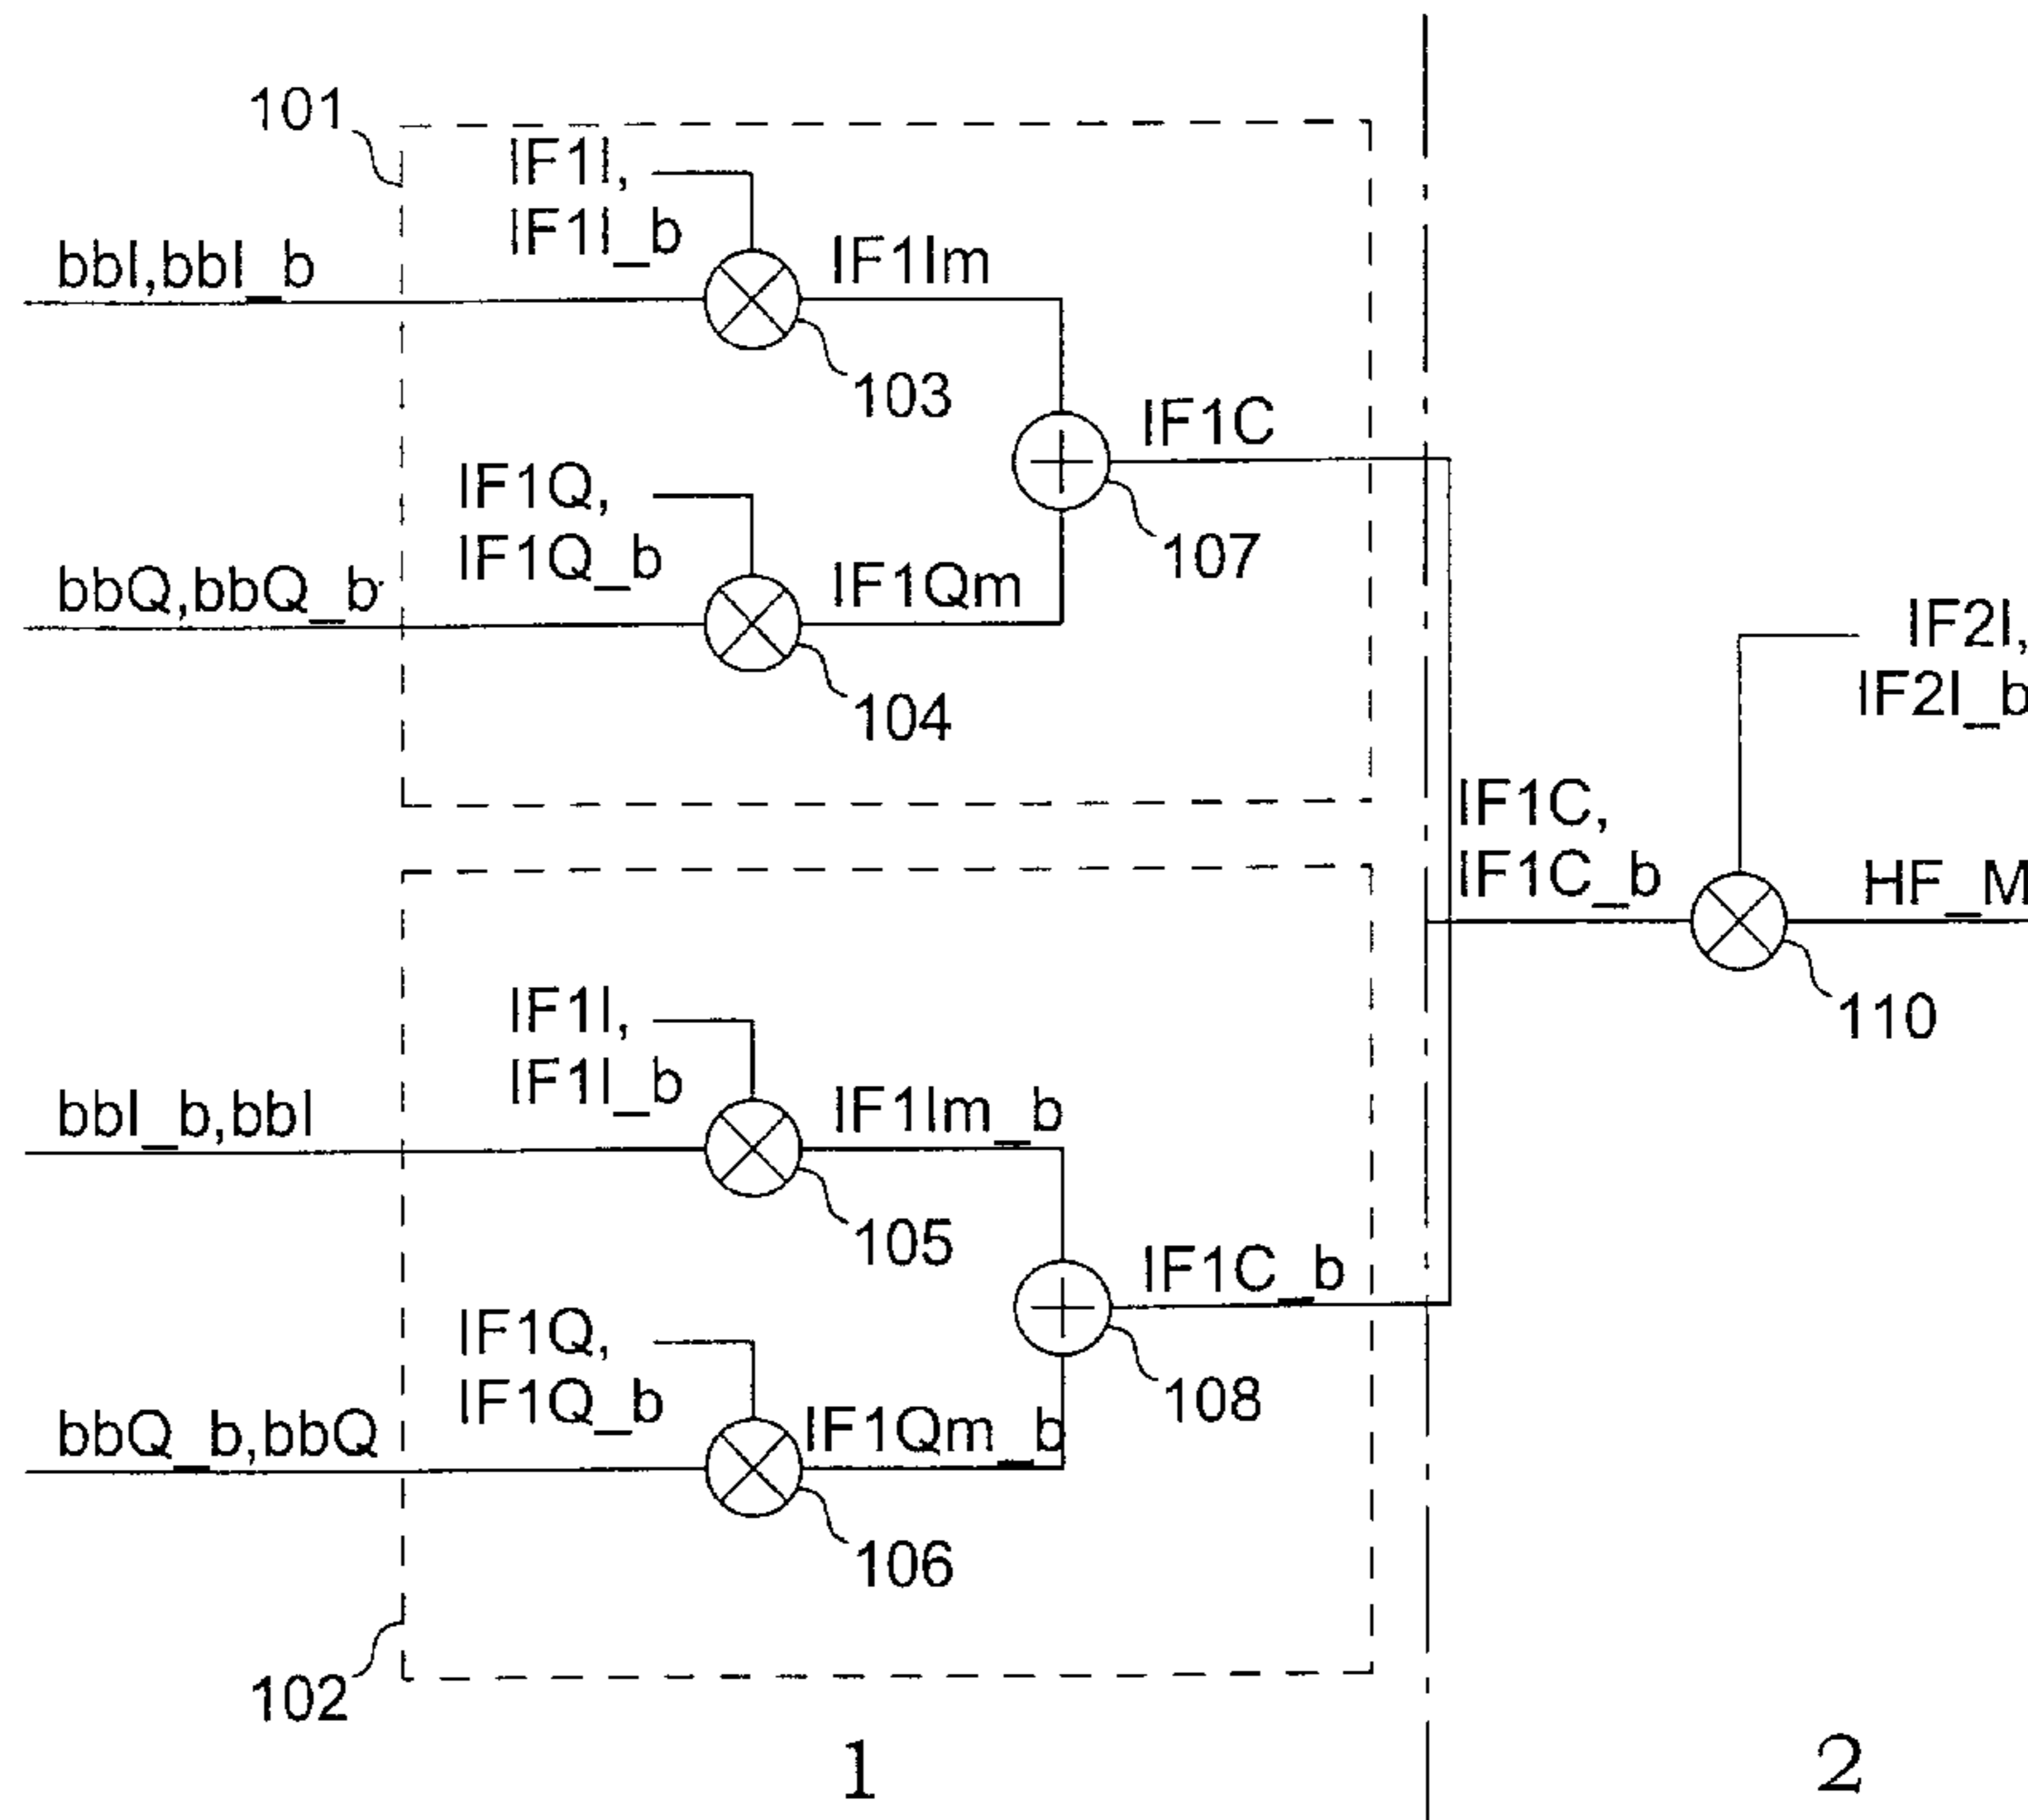 101
IF1I,
IF1I_b
bbI,bbI_b
IF1Im
103
IF1C
IF1Q,
IF1Q_b
107
bbQ,bbQ_b
IF1Qm
104
IF2I,
IF2I_b
IF1C,
IF1C_b
HF_M
110
IF1I,
IF1I_b
bbI_b,bbI
IF1Im_b
105
IF1C_b
IF1Q,
IF1Q_b
108
bbQ_b,bbQ
IF1Qm_b
106
102
1
2